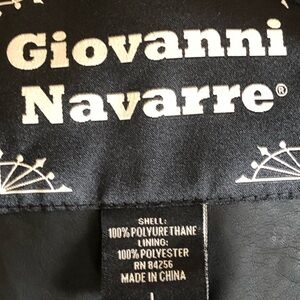 Giovanni
Navarre®
SHELL:
100% POLYURETHANE
LINING:
100% POLYESTER
RN 84256
MADE IN CHINA